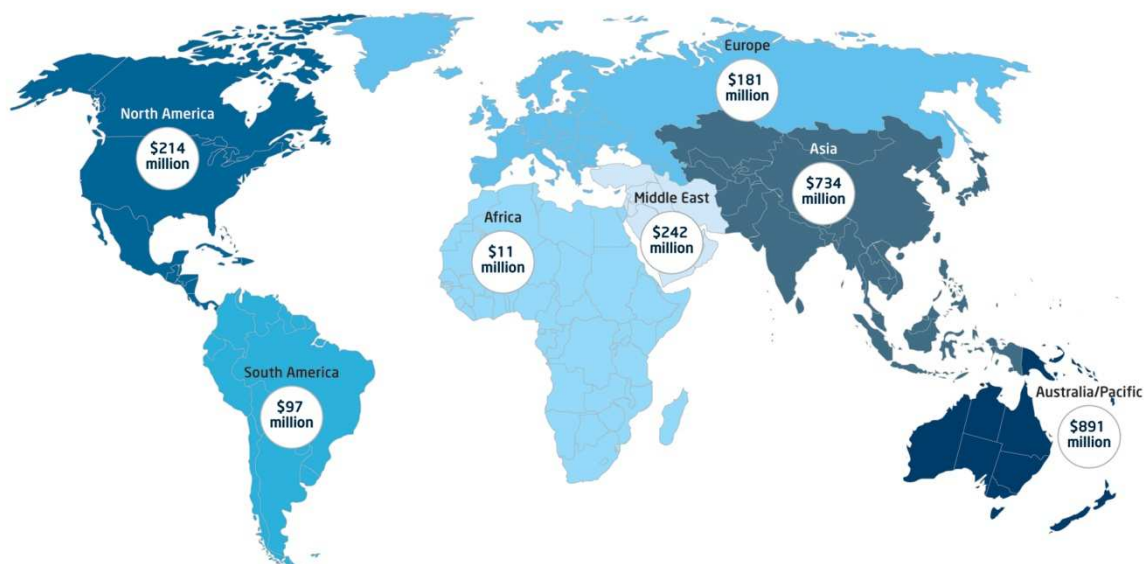 Europe
$181
million
North America
$214
million
Asia
$734
million
Middle East
$242
million
Africa
$11
million
South America
$97
million
Australia/Pacific
$891
million